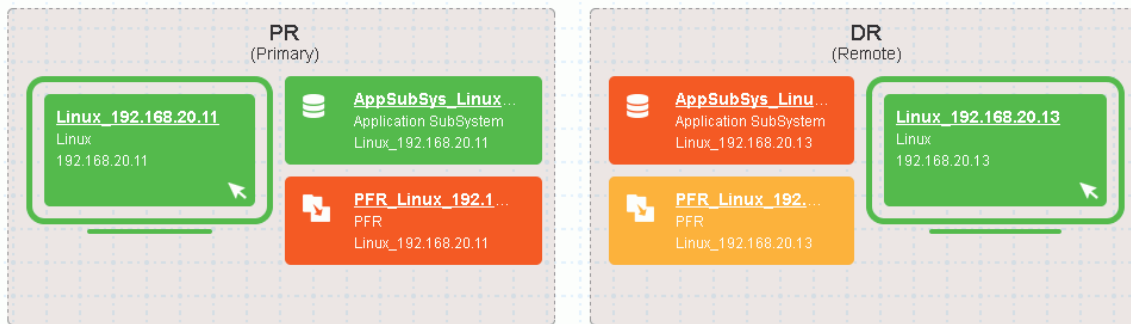 PR
(Primary)
Linux_192.168.20.11
Linux
192.168.20.11
AppSubSys_Linux...
Application SubSystem
Linux_192.168.20.11
PFR_Linux_192.1...
PFR
Linux_192.168.20.11
DR
(Remote)
AppSubSys_Linu...
Application SubSystem
Linux_192.168.20.13
PFR_Linux_192....
PFR
Linux_192.168.20.13
Linux_192.168.20.13
Linux
192.168.20.13